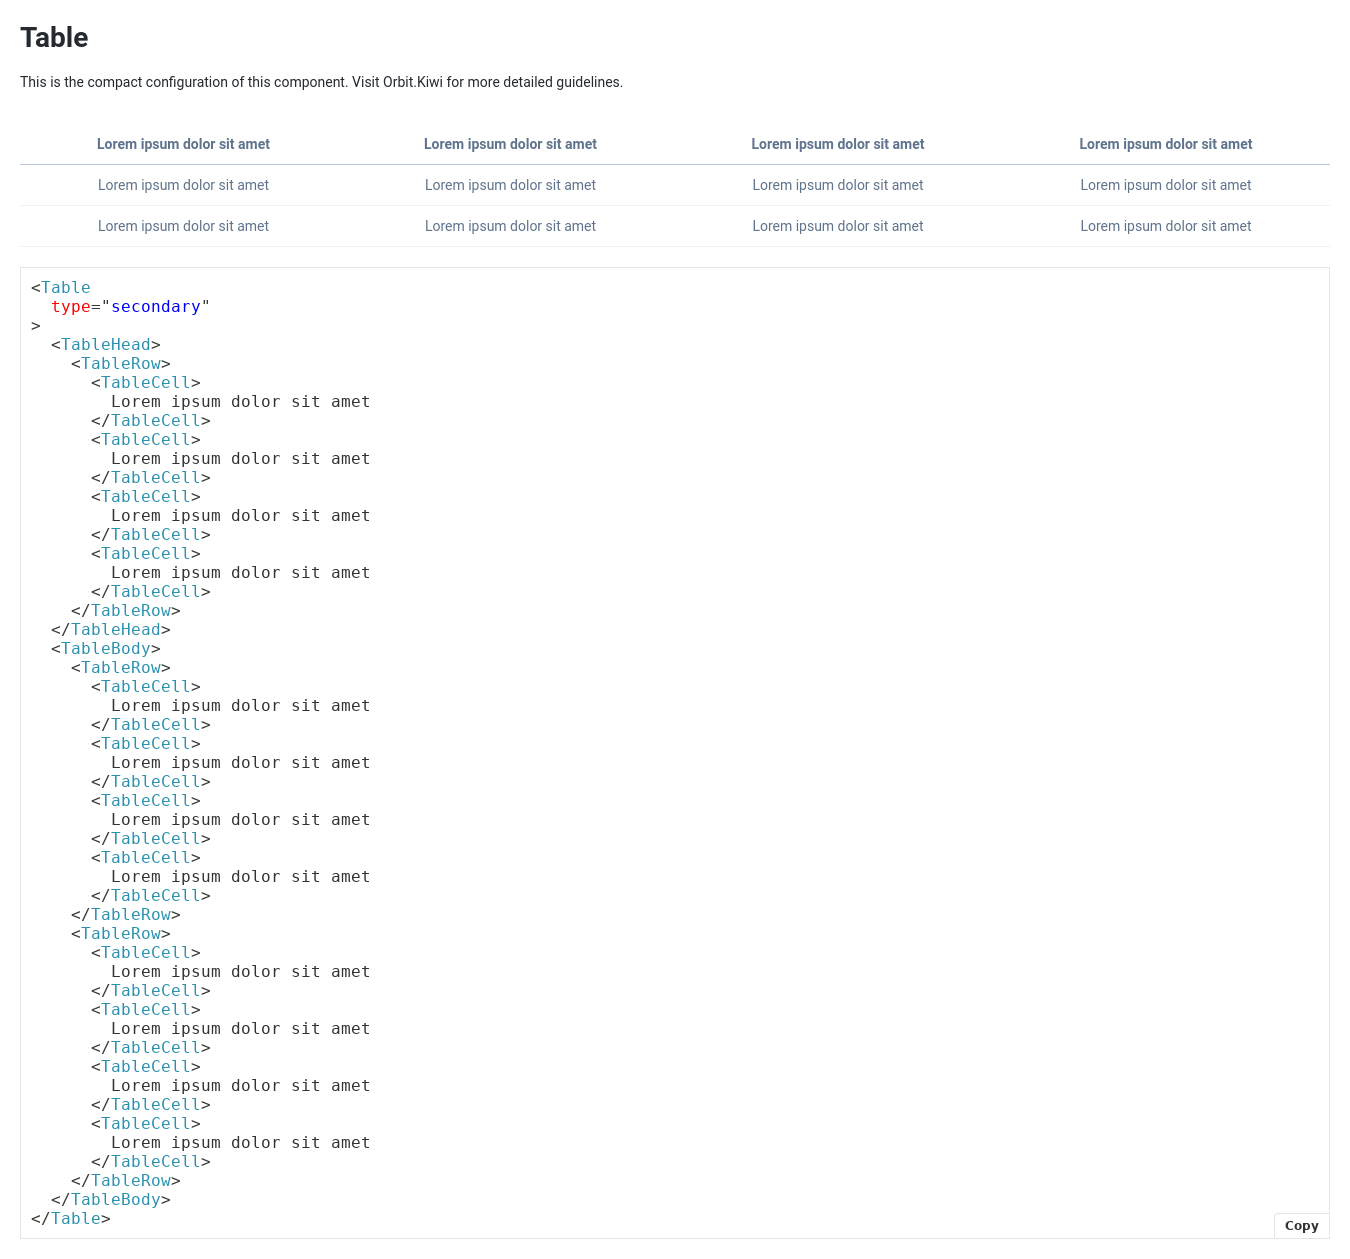 Table
This is the compact configuration of this component. Visit Orbit.Kiwi for more detailed guidelines.
Lorem ipsum dolor sit amet Lorem ipsum dolor sit amet Lorem ipsum dolor sit amet Lorem ipsum dolor sit amet
Lorem ipsum dolor sit amet Lorem ipsum dolor sit amet Lorem ipsum dolor sit amet Lorem ipsum dolor sit amet
Lorem ipsum dolor sit amet Lorem ipsum dolor sit amet Lorem ipsum dolor sit amet Lorem ipsum dolor sit amet
<Table
  type="secondary"
>
  <TableHead>
    <TableRow>
      <TableCell>
        Lorem ipsum dolor sit amet
      </TableCell>
      <TableCell>
        Lorem ipsum dolor sit amet
      </TableCell>
      <TableCell>
        Lorem ipsum dolor sit amet
      </TableCell>
      <TableCell>
        Lorem ipsum dolor sit amet
      </TableCell>
    </TableRow>
  </TableHead>
  <TableBody>
    <TableRow>
      <TableCell>
        Lorem ipsum dolor sit amet
      </TableCell>
      <TableCell>
        Lorem ipsum dolor sit amet
      </TableCell>
      <TableCell>
        Lorem ipsum dolor sit amet
      </TableCell>
      <TableCell>
        Lorem ipsum dolor sit amet
      </TableCell>
    </TableRow>
    <TableRow>
      <TableCell>
        Lorem ipsum dolor sit amet
      </TableCell>
      <TableCell>
        Lorem ipsum dolor sit amet
      </TableCell>
      <TableCell>
        Lorem ipsum dolor sit amet
      </TableCell>
      <TableCell>
        Lorem ipsum dolor sit amet
      </TableCell>
    </TableRow>
  </TableBody>
</Table>
Copy